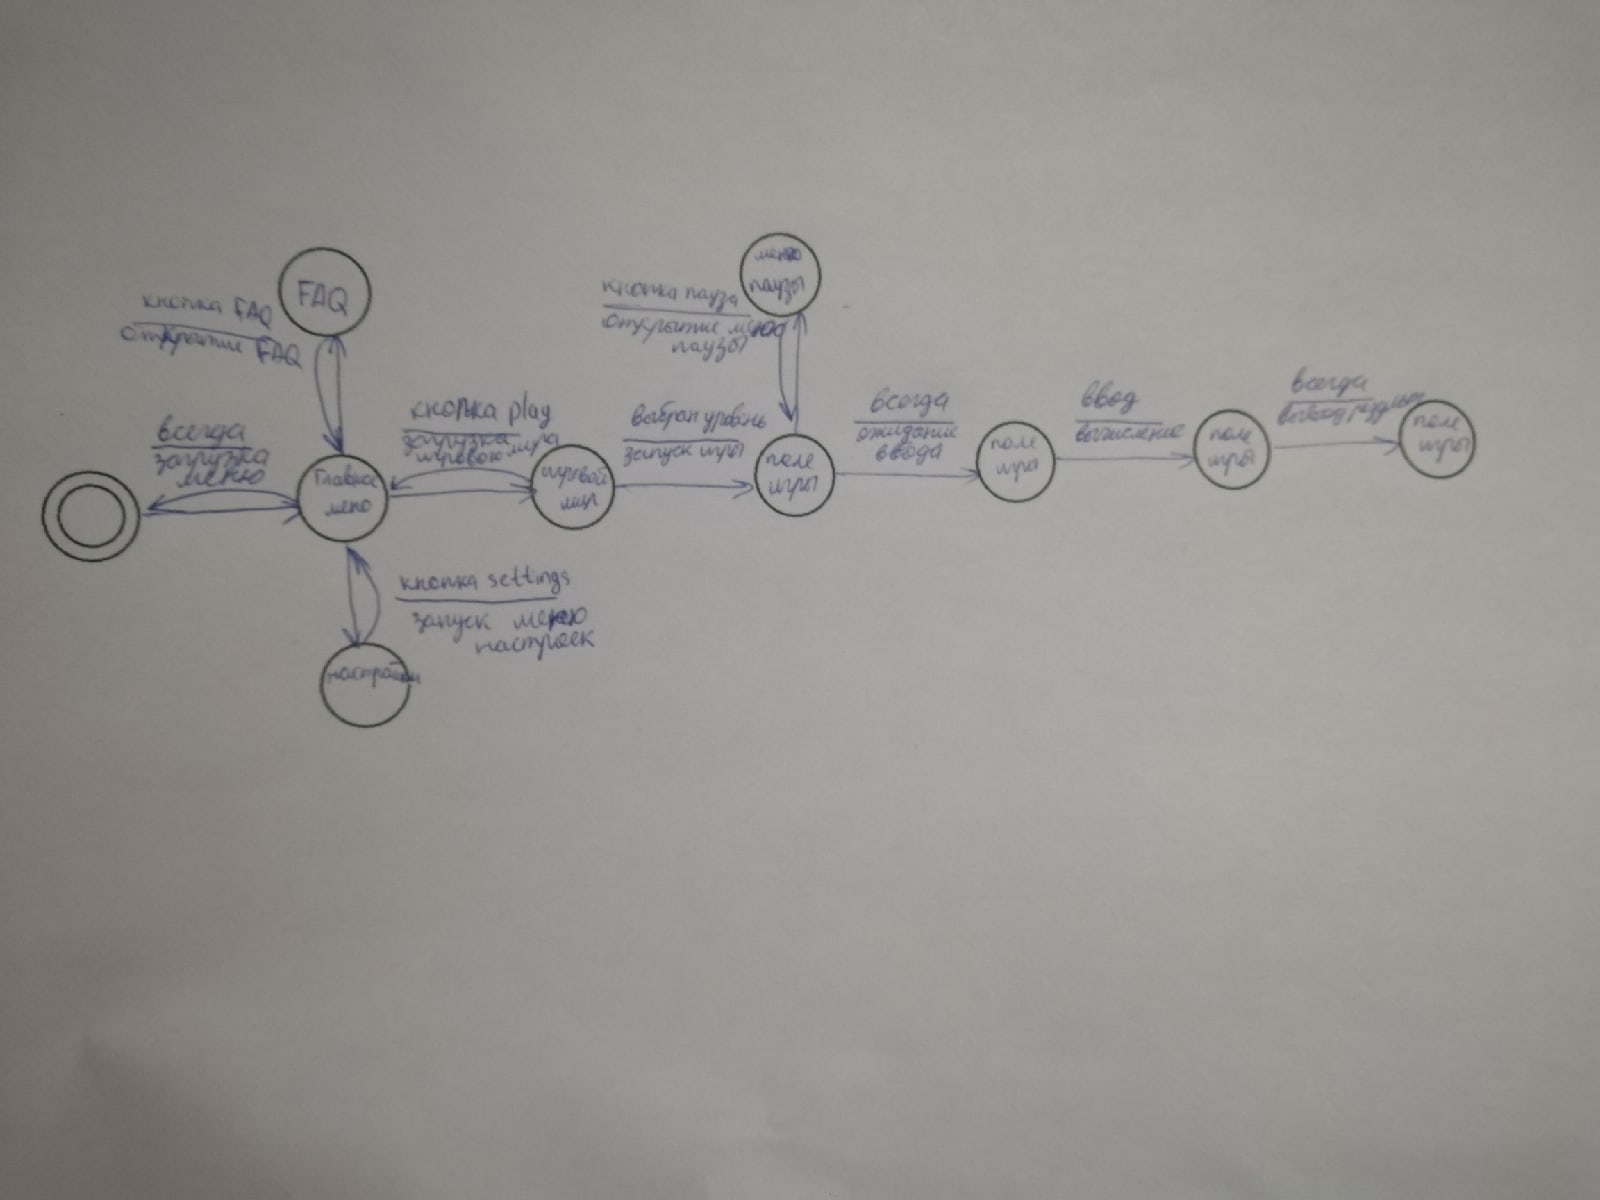 FAQ
кнопка FAQ
открытие FAQ
всегда
загрузка
меню
Главное
меню
кнопка play
загрузка
игрового мира
игровой
мир
кнопка settings
запуск меню
настроек
настройки
выбран уровень
запуск игры
меню
паузы
кнопка пауза
открытие меню
паузы
поле
игры
всегда
ожидание
ввода
поле
игра
ввод
вычисление
поле
игры
всегда
вывод результ
поле
игры